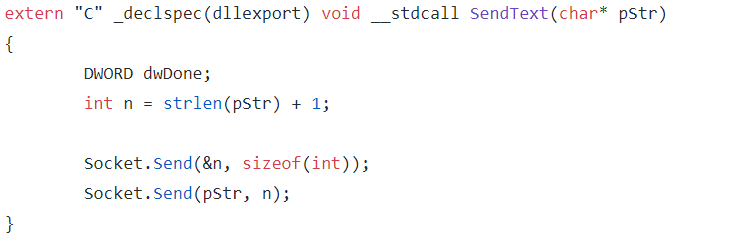 extern "C" _declspec(dllexport) void __stdcall SendText(char* pStr)
{
        DWORD dwDone;
        int n = strlen(pStr) + 1;

        Socket.Send(&n, sizeof(int));
        Socket.Send(pStr, n);
}